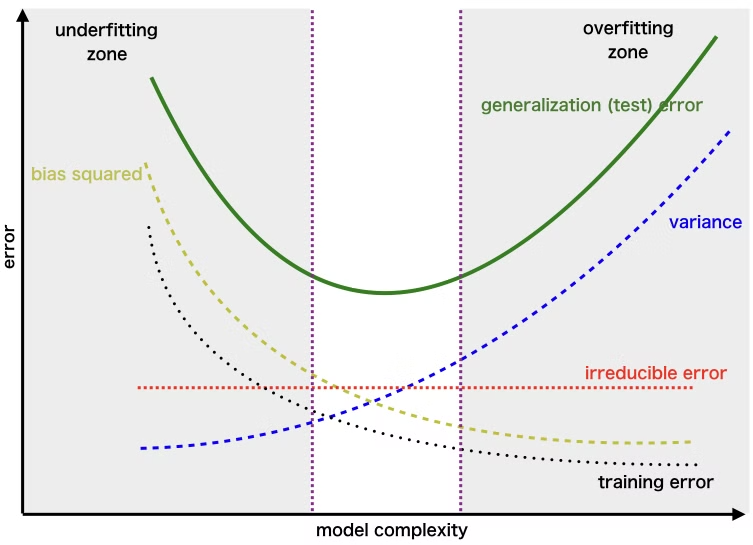 underfitting
zone
overfitting
zone
generalization (test) error
bias squared
variance
error
irreducible error
training error
model complexity